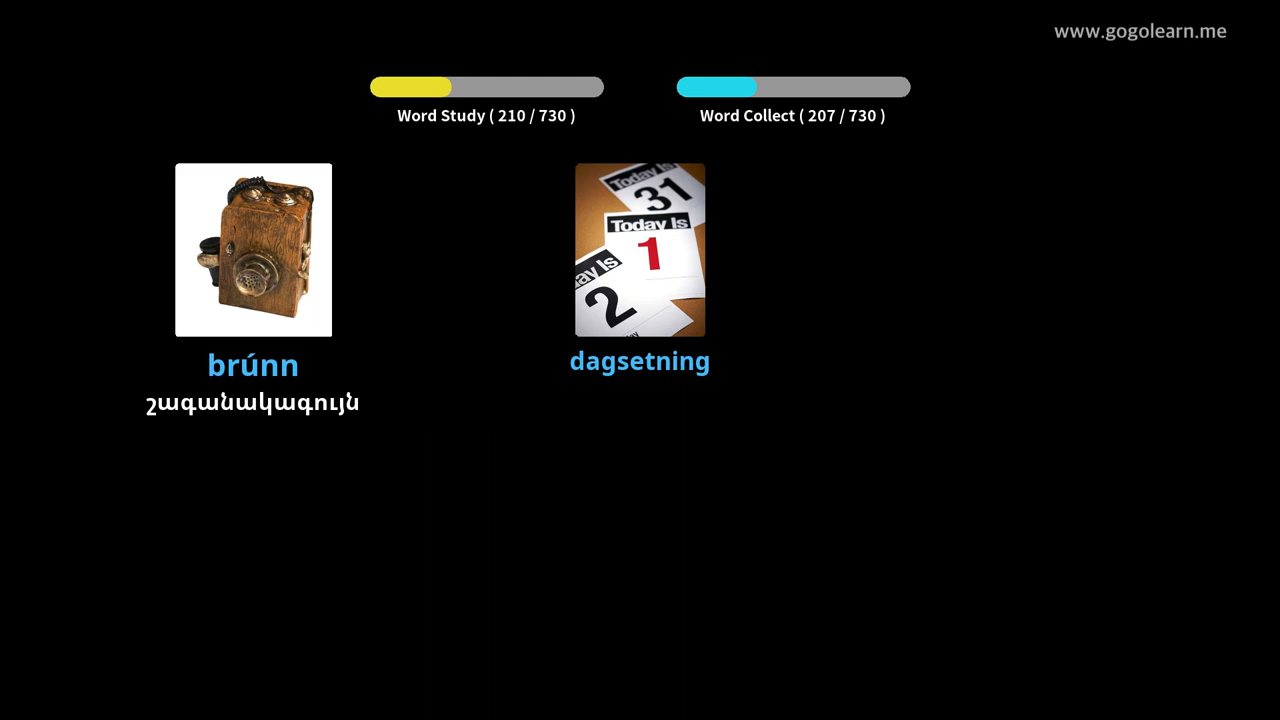 www.gogolearn.me
Word Study ( 210 / 730 )
Word Collect ( 207 / 730 )
Today Is
31
Today Is
1
ay Is
2
brúnn
շագանակագույն
dagsetning